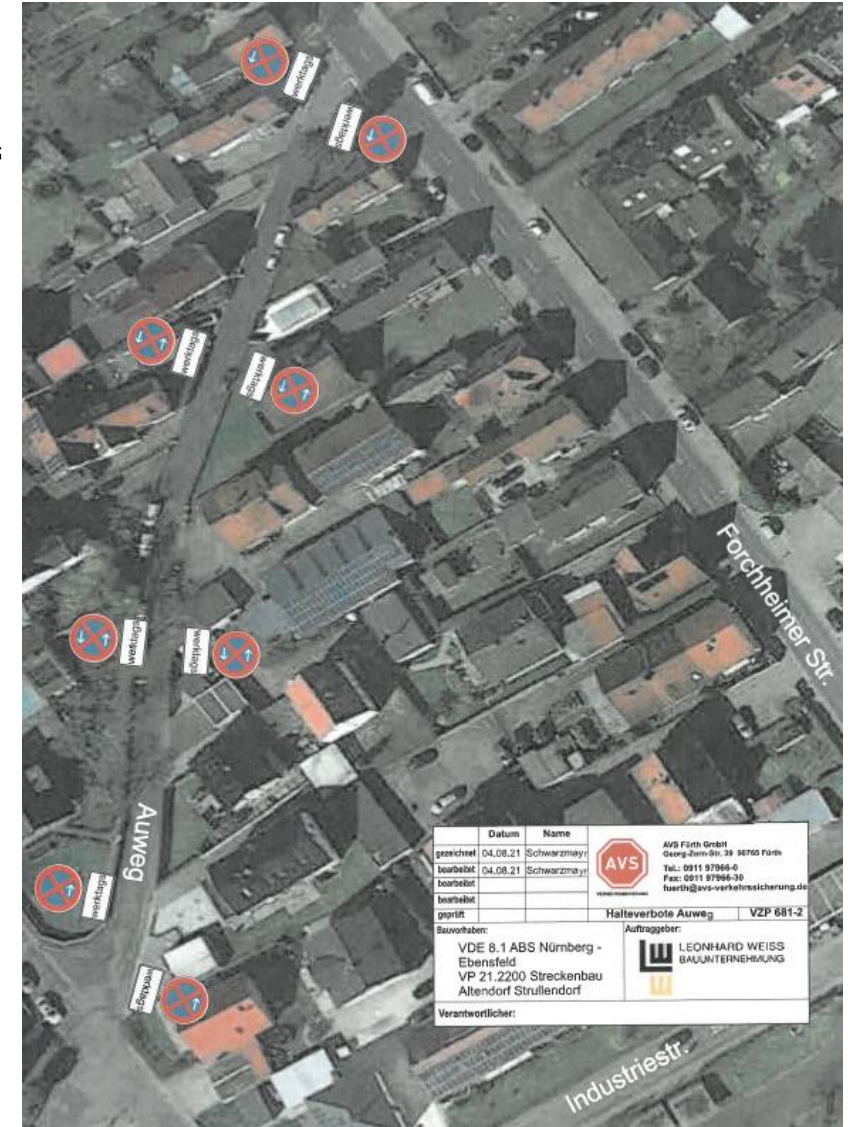 werktags
werktags
werktags
werktags
werktags
werktags
werktags
werktags
Forchheimer Str.
Auweg
Industriestr.
Datum Name
gezeichnet 04.08.21 Schwarzmayr
bearbeitet 04.08.21 Schwarzmayr
bearbeitet
bearbeitet
geprüft
AVS
VERKEHRSSICHERUNG
AVS Fürth GmbH
Georg-Zorn-Str. 39 90765 Fürth
Tel.: 0911 97966-0
Fax: 0911 97966-30
fuerth@avs-verkehrssicherung.de
Halteverbote Auweg VZP 681-2
Bauvorhaben:
VDE 8.1 ABS Nürnberg -
Ebensfeld
VP 21.2200 Streckenbau
Altendorf Strullendorf
Auftraggeber:
LEONHARD WEISS
BAUUNTERNEHMUNG
Verantwortlicher: